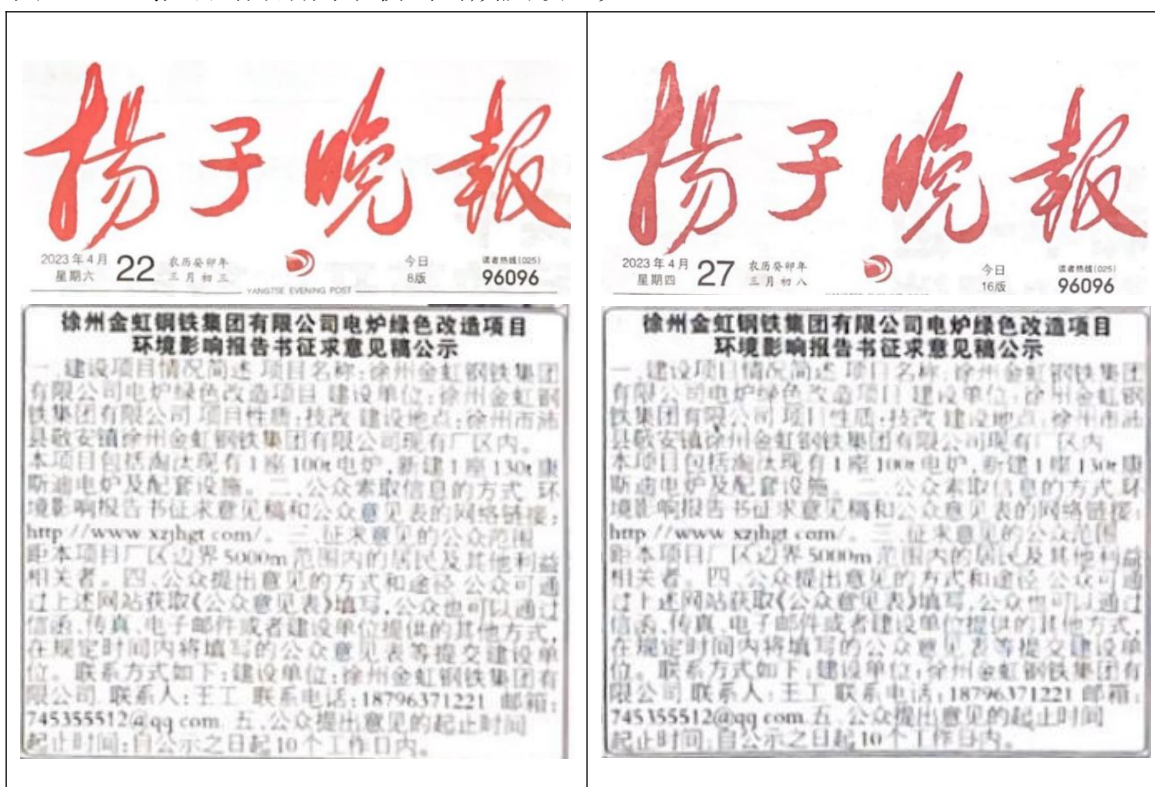 揚子晚報
2023年4月
星期六
22
农历癸卯年
三月初三
YANGTSE EVENING POST
今日
8版
读者热线(025)
96096
徐州金虹钢铁集团有限公司电炉绿色改造项目
环境影响报告书征求意见稿公示
一、建设项目情况简述 项目名称：徐州金虹钢铁集团
有限公司电炉绿色改造项目 建设单位：徐州金虹钢
铁集团有限公司 项目性质：技改 建设地点：徐州市沛
县敬安镇徐州金虹钢铁集团有限公司现有厂区内。
本项目包括淘汰现有1座100t电炉，新建1座130t康
斯迪电炉及配套设施。二、公众索取信息的方式 环
境影响报告书征求意见稿和公众意见表的网络链接：
http://www xzjhgt com/。三、征求意见的公众范围
距本项目厂区边界5000m范围内的居民及其他利益
相关者。四、公众提出意见的方式和途径 公众可通
过上述网站获取《公众意见表》填写，公众也可以通过
信函、传真、电子邮件或者建设单位提供的其他方式，
在规定时间内将填写的公众意见表等提交建设单
位。联系方式如下：建设单位：徐州金虹钢铁集团有
限公司 联系人：王工 联系电话：18796371221 邮箱：
745355512@qq com 五、公众提出意见的起止时间
起止时间：自公示之日起10个工作日内。
揚子晚報
2023年4月
星期四
27
农历癸卯年
三月初八
今日
16版
读者热线(025)
96096
徐州金虹钢铁集团有限公司电炉绿色改造项目
环境影响报告书征求意见稿公示
一、建设项目情况简述 项目名称：徐州金虹钢铁集团
有限公司电炉绿色改造项目 建设单位：徐州金虹钢
铁集团有限公司 项目性质：技改 建设地点：徐州市沛
县敬安镇徐州金虹钢铁集团有限公司现有厂区内
本项目包括淘汰现有1座100t电炉，新建1座130t康
斯迪电炉及配套设施 二、公众索取信息的方式 环
境影响报告书征求意见稿和公众意见表的网络链接：
http://www xzjhgt com/。三、征求意见的公众范围
距本项目厂区边界5000m范围内的居民及其他利益
相关者。四、公众提出意见的方式和途径 公众可通
过上述网站获取《公众意见表》填写，公众也可以通过
信函、传真、电子邮件或者建设单位提供的其他方式，
在规定时间内将填写的公众意见表等提交建设单
位。联系方式如下：建设单位：徐州金虹钢铁集团有
限公司 联系人：王工 联系电话：18796371221 邮箱：
745355512@qq com 五、公众提出意见的起止时间
起止时间：自公示之日起10个工作日内。